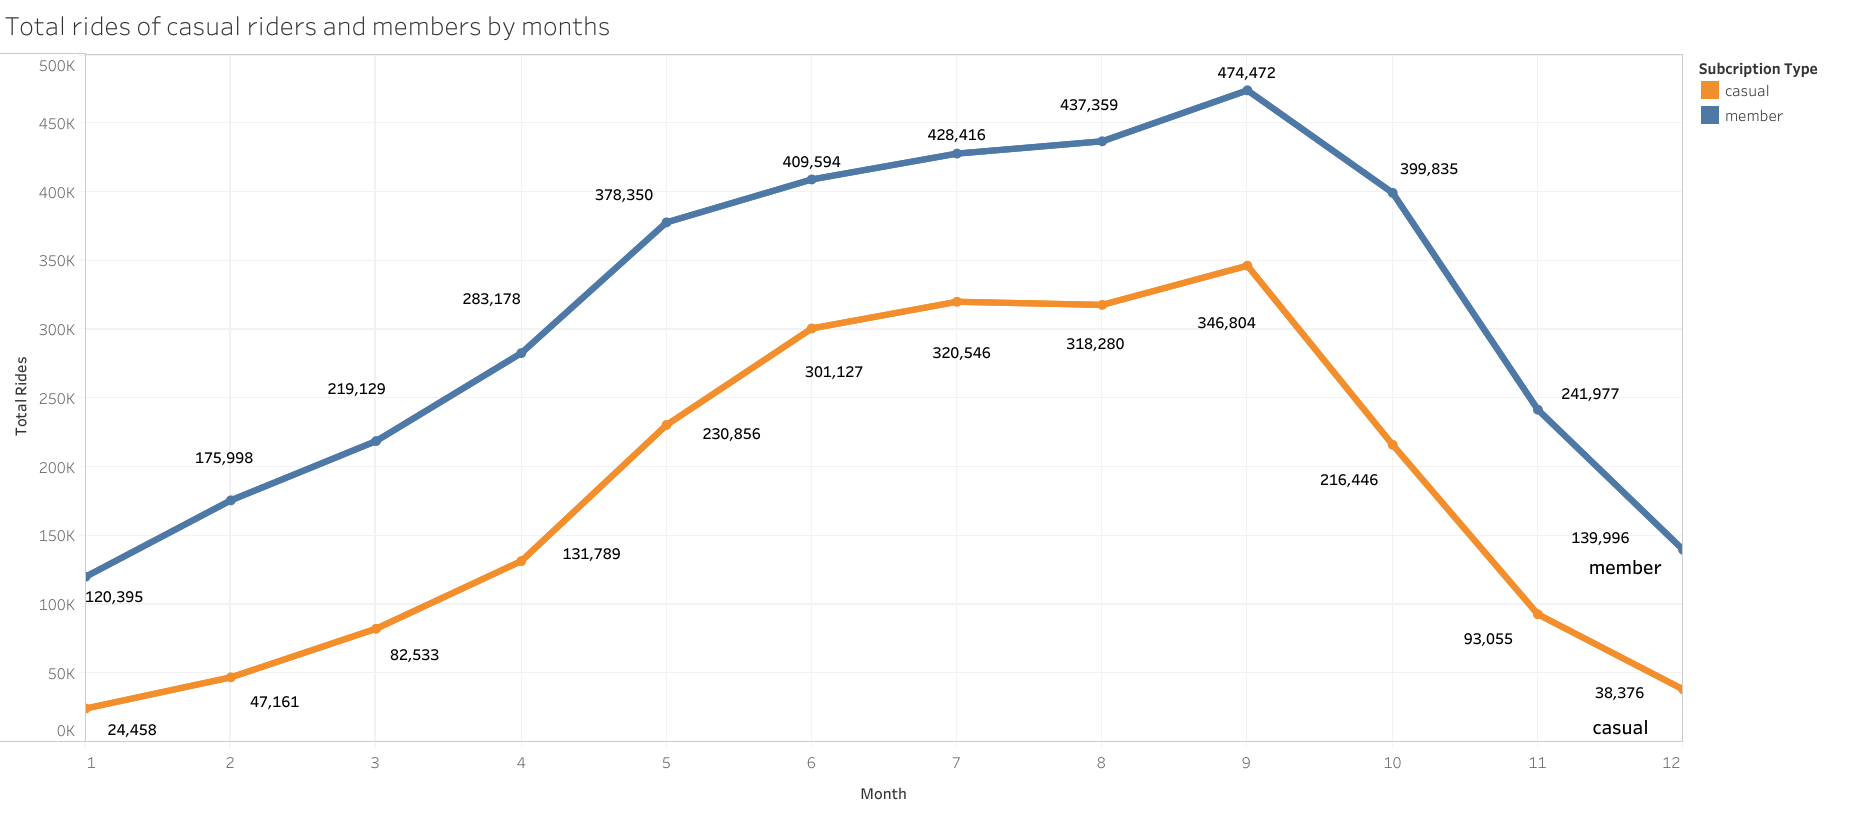 Total rides of casual riders and members by months
Subcription Type
casual
member
500K
450K
400K
350K
300K
250K
200K
150K
100K
50K
0K
Total Rides
120,395
175,998
219,129
283,178
378,350
409,594
428,416
437,359
474,472
399,835
241,977
139,996
member
24,458
47,161
82,533
131,789
230,856
301,127
320,546
318,280
346,804
216,446
93,055
38,376
casual
1 2 3 4 5 6 7 8 9 10 11 12
Month